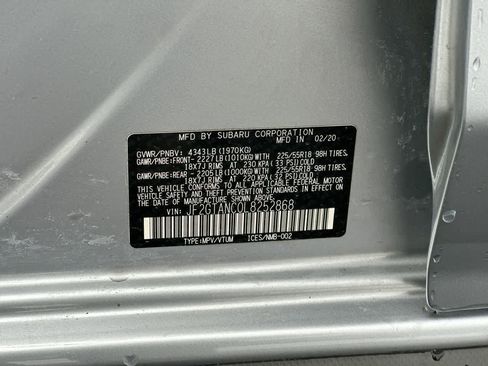 MFD BY SUBARU CORPORATION
MFD IN 02/20
GVWR/PNBV: 4343LB (1970KG)
GAWR/PNBE:FRONT- 2227LB(1010KG)WITH 225/55R18 98H TIRES,
18X7J RIMS AT 230 KPA(33 PSI)COLD
GAWR/PNBE:REAR - 2205LB(1000KG)WITH 225/55R18 98H TIRES,
18X7J RIMS AT 220 KPA(32 PSI)COLD
THIS VEHICLE CONFORMS TO ALL APPLICABLE FEDERAL MOTOR
VEHICLE SAFETY AND THEFT PREVENTION STANDARDS IN EFFECT ON
THE DATE OF MANUFACTURE SHOWN ABOVE.
VIN: JF2GTANC0L8252868
TYPE:MPV/VTUM ICES/NMB-002